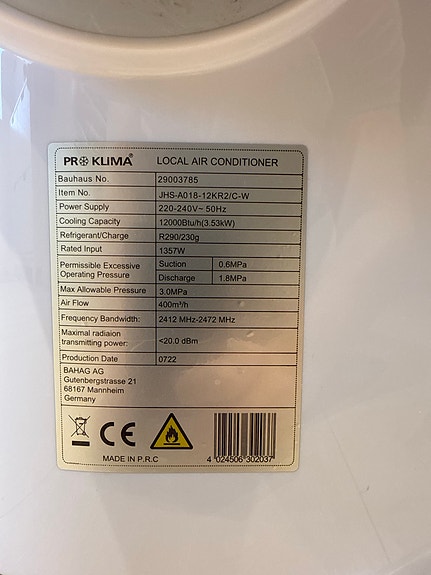 PRO KLIMA® LOCAL AIR CONDITIONER
Bauhaus No. 29003785
Item No. JHS-A018-12KR2/C-W
Power Supply 220-240V~ 50Hz
Cooling Capacity 12000Btu/h(3.53kW)
Refrigerant/Charge R290/230g
Rated Input 1357W
Permissible Excessive Operating Pressure Suction 0.6MPa
Discharge 1.8MPa
Max Allowable Pressure 3.0MPa
Air Flow 400m³/h
Frequency Bandwidth: 2412 MHz-2472 MHz
Maximal radiaion
transmitting power: <20.0 dBm
Production Date 0722
BAHAG AG
Gutenbergstrasse 21
68167 Mannheim
Germany
CE
MADE IN P.R.C 4 024506 302037